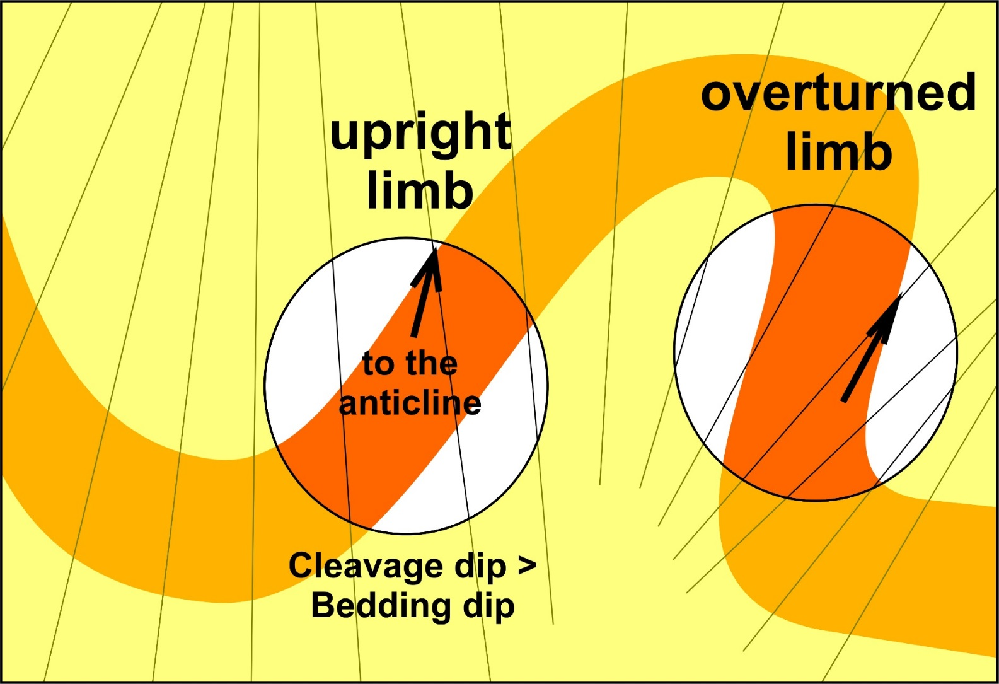 upright
limb
overturned
limb
to the
anticline
Cleavage dip >
Bedding dip